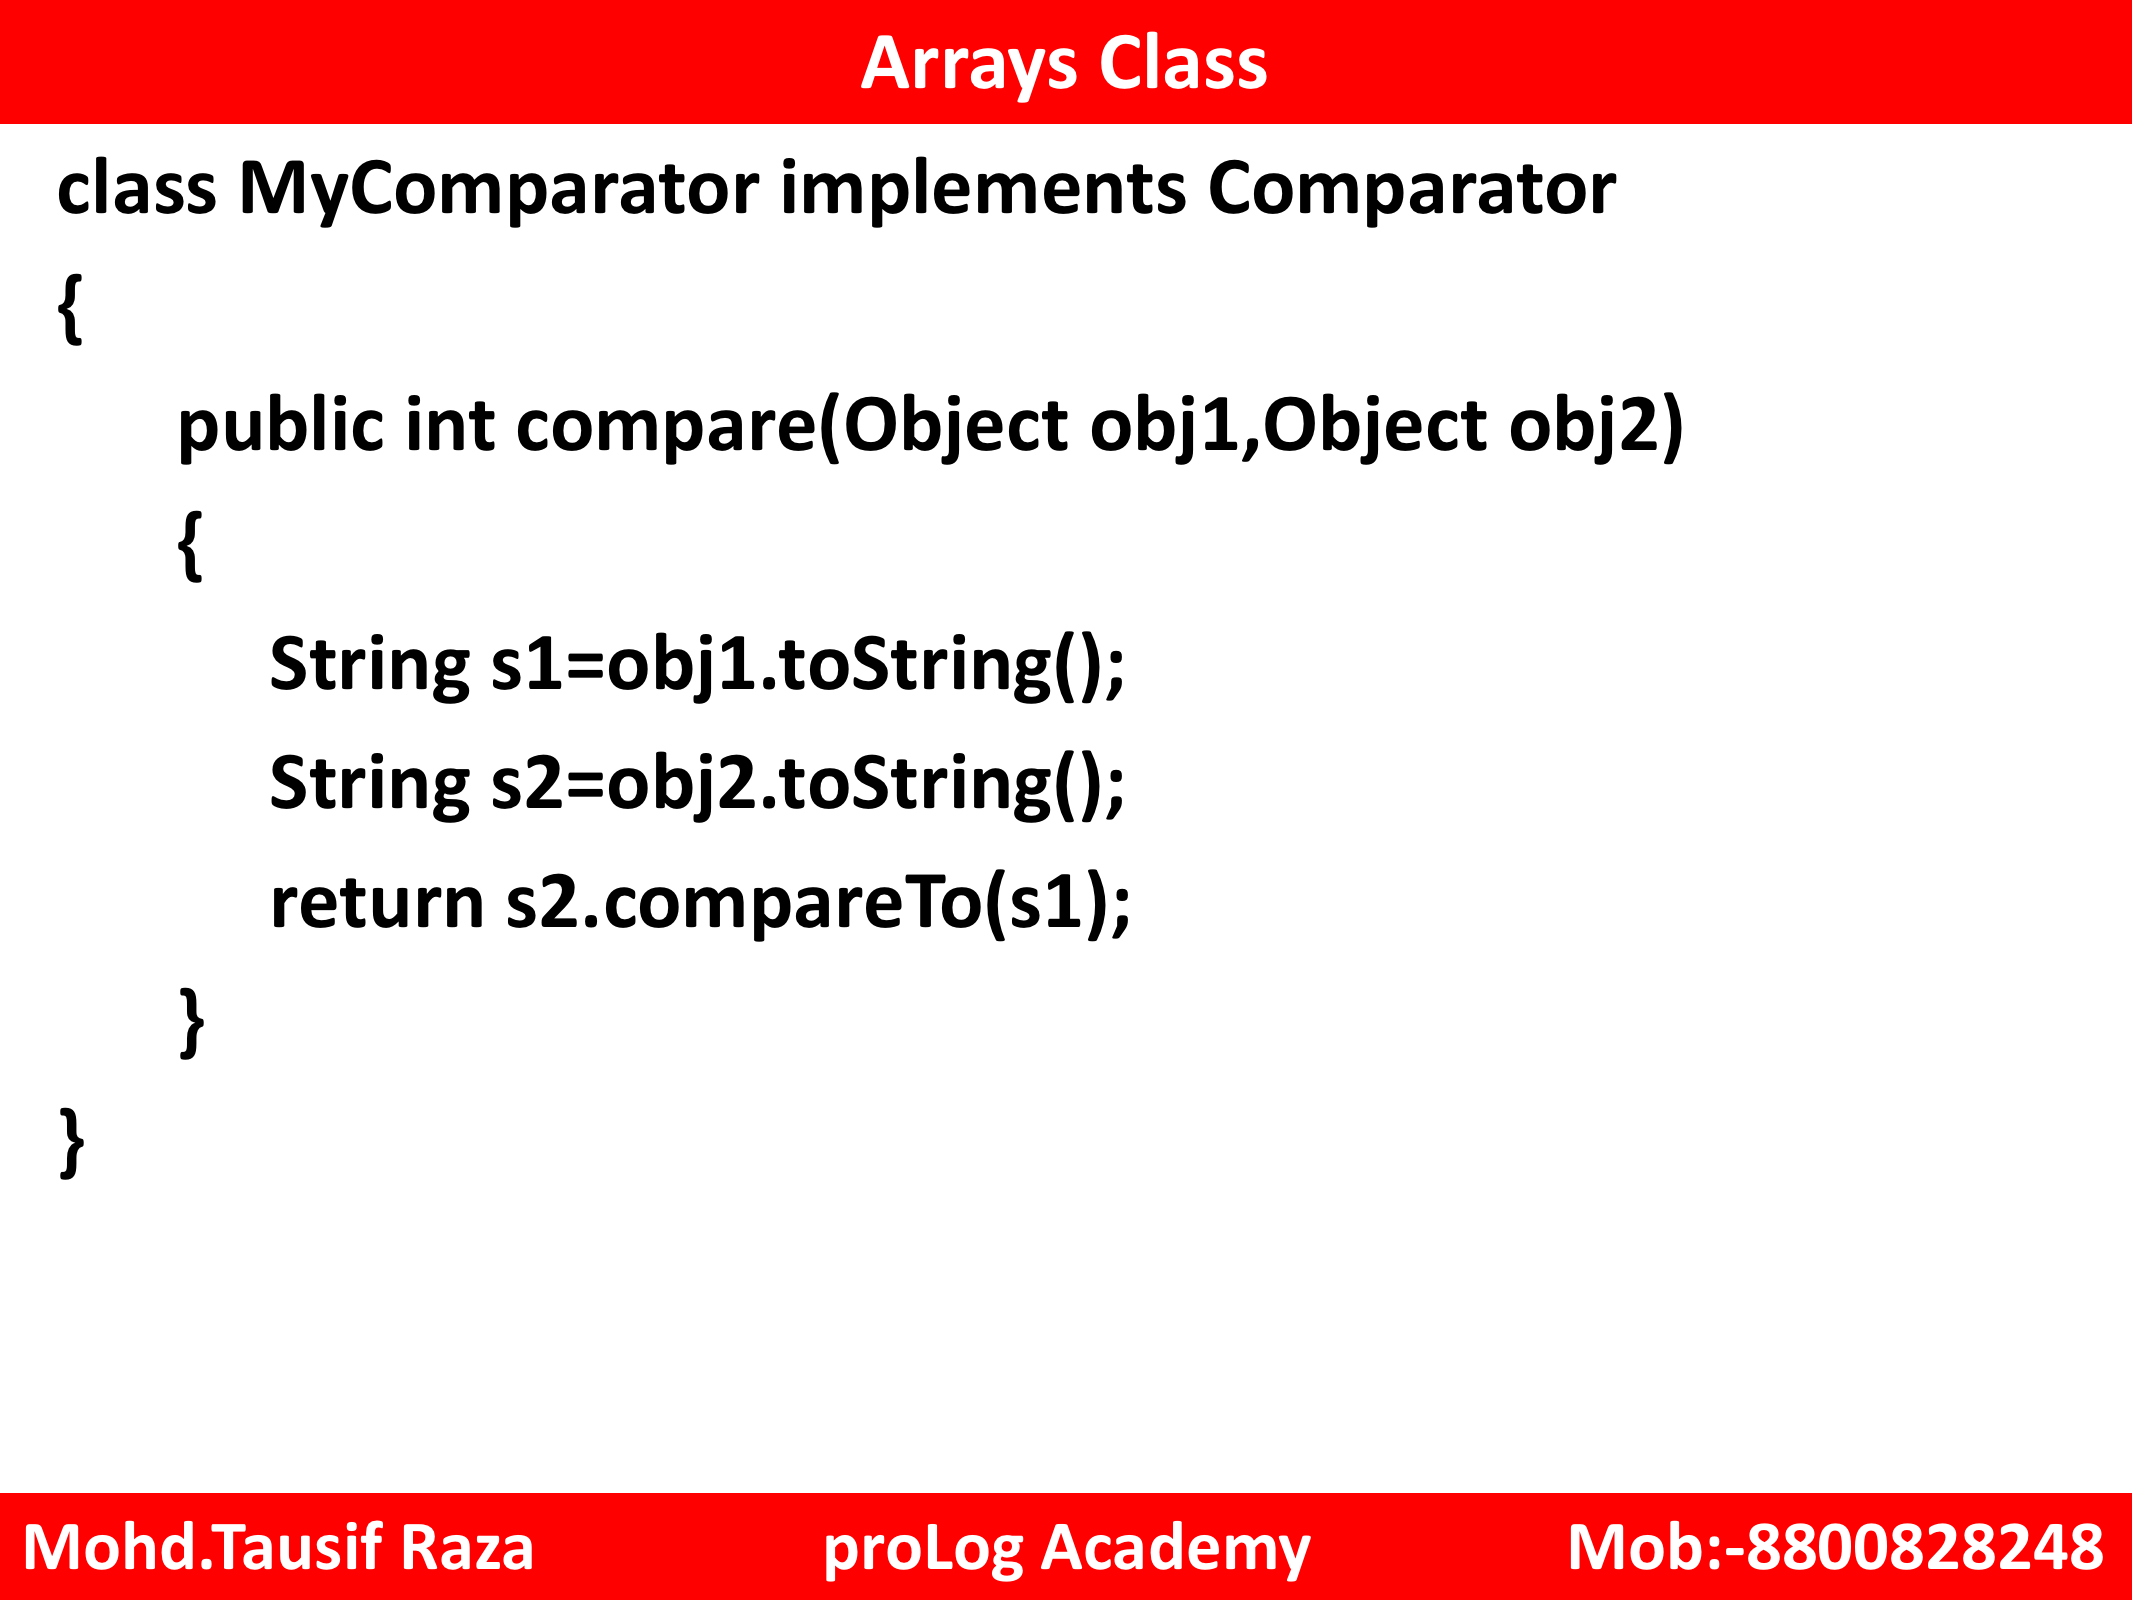 Arrays Class
class MyComparator implements Comparator
{
public int compare(Object obj1,Object obj2)
{
String s1=obj1.toString();
String s2=obj2.toString();
return s2.compareTo(s1);
}
}
Mohd.Tausif Raza proLog Academy Mob:-8800828248